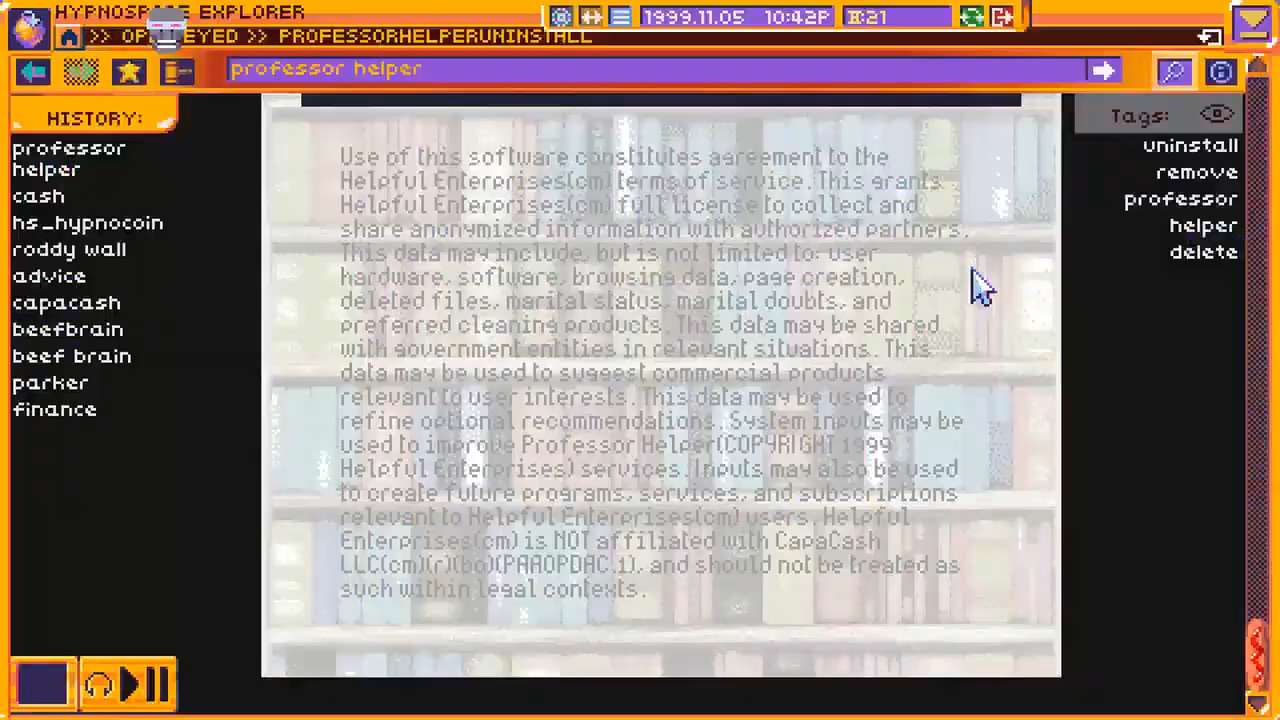 HYPNOSPACE EXPLORER
1999.11.05 10:42P
21
>> OPEN EYED >> PROFESSORHELPERUNINSTALL
professor helper
HISTORY:
professor
helper
cash
hs_hypnocoin
roddy wall
advice
capacash
beefbrain
beef brain
parker
finance
Use of this software constitutes agreement to the
Helpful Enterprises(cm) terms of service. This grants
Helpful Enterprises(cm) full license to collect and
share anonymized information with authorized partners.
This data may include, but is not limited to: user
hardware, software, browsing data, page creation,
deleted files, marital status, marital doubts, and
preferred cleaning products. This data may be shared
with government entities in relevant situations. This
data may be used to suggest commercial products
relevant to user interests. This data may be used to
refine optional recommendations. System inputs may be
used to improve Professor Helper(COPYRIGHT 1999
Helpful Enterprises) services. Inputs may also be used
to create future programs, services, and subscriptions
relevant to Helpful Enterprises(cm) users. Helpful
Enterprises(cm) is NOT affiliated with CapaCash
LLC(cm)(r)(bo)(PAAOPDAC.1), and should not be treated as
such within legal contexts.
Tags:
uninstall
remove
professor
helper
delete